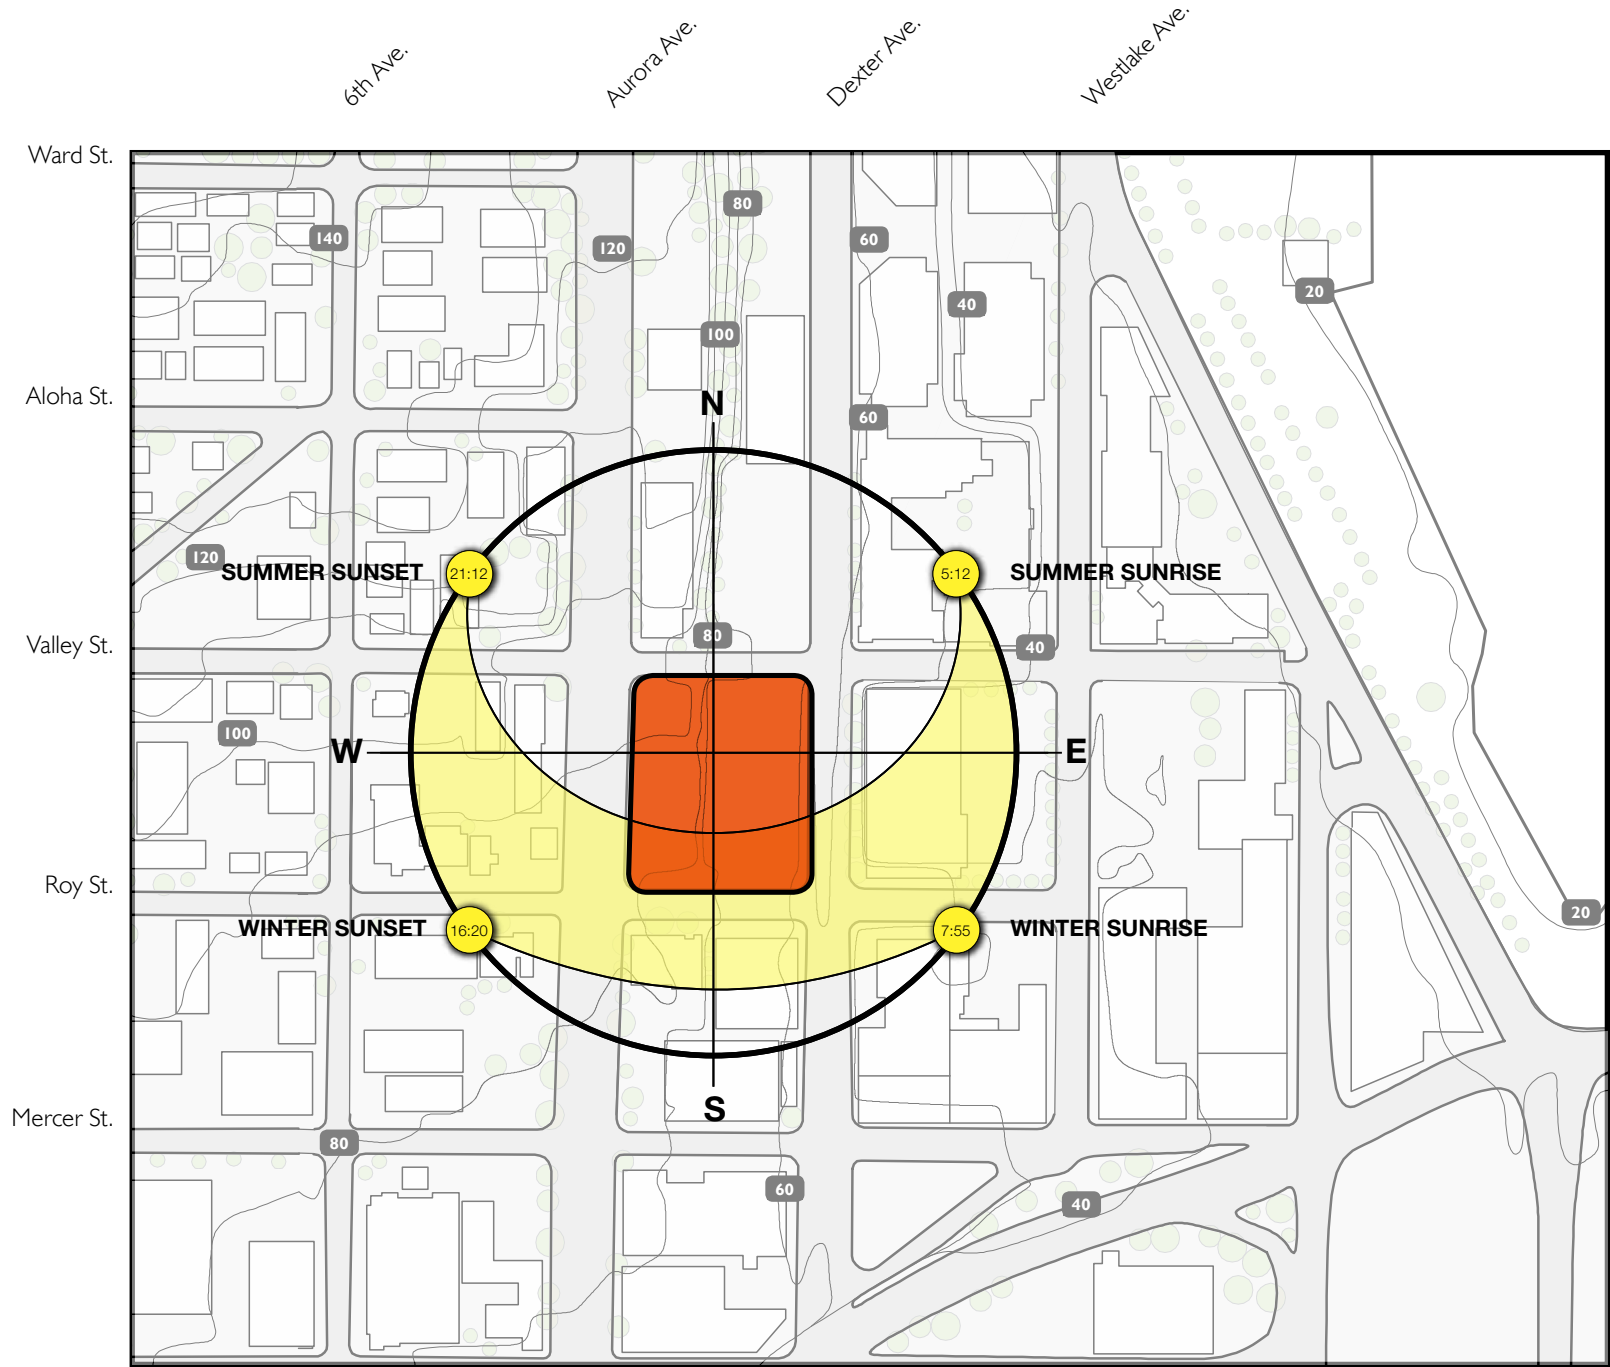 6th Ave.
Aurora Ave.
Dexter Ave.
Westlake Ave.
Ward St.
80
140
120
60
20
100
40
Aloha St.
N
60
120
SUMMER SUNSET
21:12
5:12
SUMMER SUNRISE
80
Valley St.
40
100
W
E
Roy St.
20
WINTER SUNSET
16:20
7:55
WINTER SUNRISE
S
Mercer St.
80
60
40